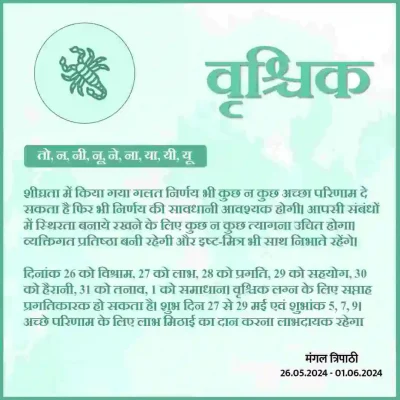 वृश्चिक
तो, न, नी, नू, ने, ना, या, यी, यू
शीघ्रता में किया गया गलत निर्णय भी कुछ न कुछ अच्छा परिणाम दे
सकता है फिर भी निर्णय की सावधानी आवश्यक होगी। आपसी संबंधों
में स्थिरता बनाये रखने के लिए कुछ न कुछ त्यागना उचित होगा।
व्यक्तिगत प्रतिष्ठा बनी रहेगी और इष्ट-मित्र भी साथ निभाते रहेंगे।
दिनांक 26 को विश्राम, 27 को लाभ, 28 को प्रगति, 29 को सहयोग, 30
को हैरानी, 31 को तनाव, 1 को समाधान। वृश्चिक लग्न के लिए सप्ताह
प्रगतिकारक हो सकता है। शुभ दिन 27 से 29 मई एवं शुभांक 5, 7, 9।
अच्छे परिणाम के लिए लाभ मिठाई का दान करना लाभदायक रहेगा
मंगल त्रिपाठी
26.05.2024 - 01.06.2024